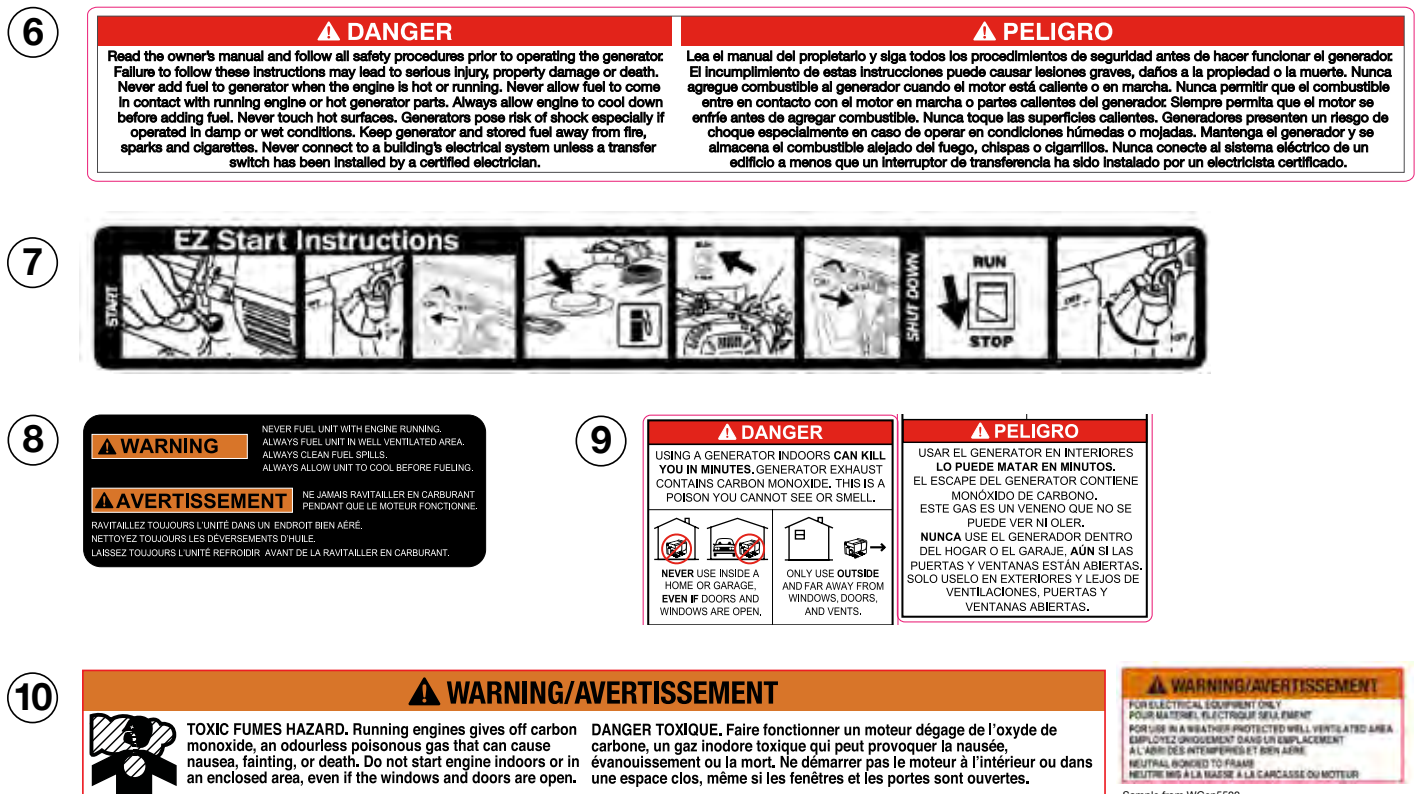 6
DANGER
Read the owner's manual and follow all safety procedures prior to operating the generator.
Failure to follow these instructions may lead to serious injury, property damage or death.
Never add fuel to generator when the engine is hot or running. Never allow fuel to come
in contact with running engine or hot generator parts. Always allow engine to cool down
before adding fuel. Never touch hot surfaces. Generators pose risk of shock especially if
operated in damp or wet conditions. Keep generator and stored fuel away from fire,
sparks and cigarettes. Never connect to a building's electrical system unless a transfer
switch has been installed by a certified electrician.
PELIGRO
Lea el manual del propietario y siga todos los procedimientos de seguridad antes de hacer funcionar el generador.
El incumplimiento de estas instrucciones puede causar lesiones graves, daños a la propiedad o la muerte. Nunca
agregue combustible al generador cuando el motor está caliente o en marcha. Nunca permitir que el combustible
entre en contacto con el motor en marcha o partes calientes del generador. Siempre permita que el motor se
enfríe antes de agregar combustible. Nunca toque las superficies calientes. Generadores presenten un riesgo de
choque especialmente en caso de operar en condiciones húmedas o mojadas. Mantenga el generador y se
almacena el combustible alejado del fuego, chispas o cigarrillos. Nunca conecte al sistema eléctrico de un
edificio a menos que un interruptor de transferencia ha sido instalado por un electricista certificado.
7
EZ Start Instructions
START
SHUT DOWN
RUN
STOP
8
WARNING
NEVER FUEL UNIT WITH ENGINE RUNNING.
ALWAYS FUEL UNIT IN WELL VENTILATED AREA.
ALWAYS CLEAN FUEL SPILLS.
ALWAYS ALLOW UNIT TO COOL BEFORE FUELING.
AVERTISSEMENT
NE JAMAIS RAVITAILLER EN CARBURANT
PENDANT QUE LE MOTEUR FONCTIONNE.
RAVITAILLEZ TOUJOURS L'UNITÉ DANS UN ENDROIT BIEN AÉRÉ.
NETTOYEZ TOUJOURS LES DÉVERSEMENTS D'HUILE.
LAISSEZ TOUJOURS L'UNITÉ REFROIDIR AVANT DE LA RAVITAILLER EN CARBURANT.
9
DANGER
USING A GENERATOR INDOORS CAN KILL
YOU IN MINUTES. GENERATOR EXHAUST
CONTAINS CARBON MONOXIDE. THIS IS A
POISON YOU CANNOT SEE OR SMELL.
NEVER USE INSIDE A
HOME OR GARAGE,
EVEN IF DOORS AND
WINDOWS ARE OPEN.
ONLY USE OUTSIDE
AND FAR AWAY FROM
WINDOWS, DOORS,
AND VENTS.
PELIGRO
USAR EL GENERATOR EN INTERIORES
LO PUEDE MATAR EN MINUTOS.
EL ESCAPE DEL GENERATOR CONTIENE
MONÓXIDO DE CARBONO.
ESTE GAS ES UN VENENO QUE NO SE
PUEDE VER NI OLER.
NUNCA USE EL GENERADOR DENTRO
DEL HOGAR O EL GARAJE, AÚN SI LAS
PUERTAS Y VENTANAS ESTÁN ABIERTAS.
SOLO USELO EN EXTERIORES Y LEJOS DE
VENTILACIONES, PUERTAS Y
VENTANAS ABIERTAS.
10
WARNING/AVERTISSEMENT
TOXIC FUMES HAZARD. Running engines gives off carbon
monoxide, an odourless poisonous gas that can cause
nausea, fainting, or death. Do not start engine indoors or in
an enclosed area, even if the windows and doors are open.
DANGER TOXIQUE. Faire fonctionner un moteur dégage de l'oxyde de
carbone, un gaz inodore toxique qui peut provoquer la nausée,
évanouissement ou la mort. Ne démarrer pas le moteur à l'intérieur ou dans
une espace clos, même si les fenêtres et les portes sont ouvertes.
WARNING/AVERTISSEMENT
FOR ELECTRICAL EQUIPMENT ONLY
POUR MATERIEL ELECTRIQUE SEULEMENT
FOR USE IN A WEATHER PROTECTED WELL VENTILATED AREA
EMPLOYEZ UNIQUEMENT DANS UN EMPLACEMENT
A L'ABRI DES INTEMPERIES ET BIEN AERE
NEUTRAL BONDED TO FRAME
NEUTRE MIS A LA MASSE A LA CARCASSE DU MOTEUR